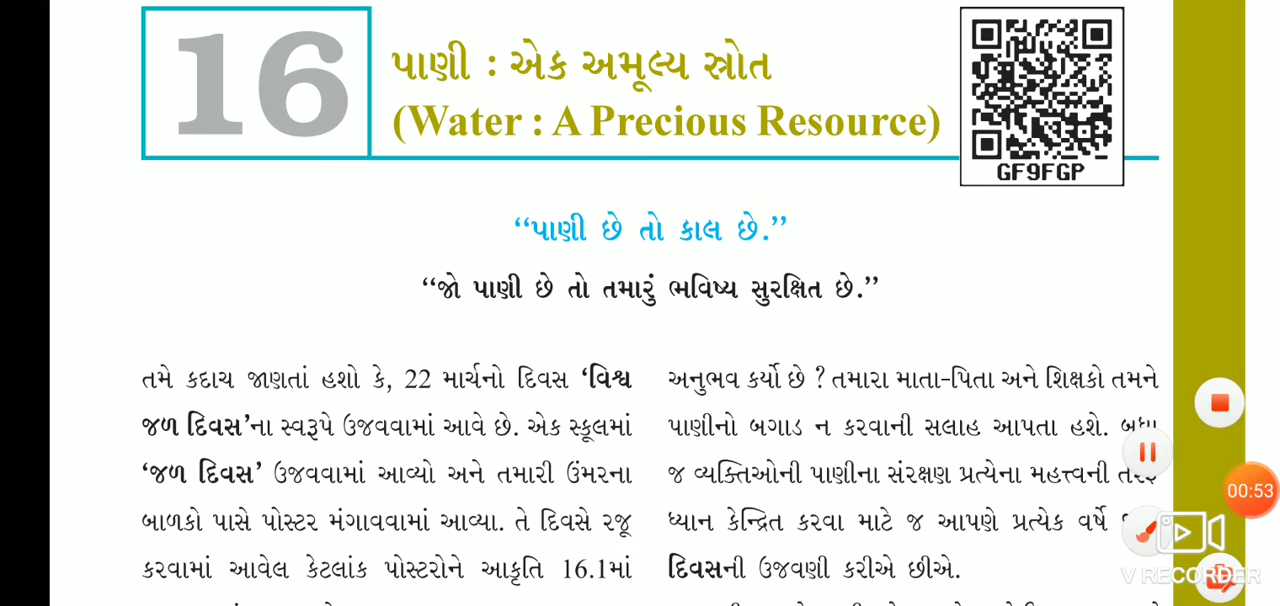 16
પાણી : એક અમૂલ્ય સ્રોત
(Water : A Precious Resource)
GF9FGP
‘‘પાણી છે તો કાલ છે.’’
‘‘જો પાણી છે તો તમારું ભવિષ્ય સુરક્ષિત છે.’’
તમે કદાચ જાણતાં હશો કે, 22 માર્ચનો દિવસ ‘વિશ્વ
જળ દિવસ’ના સ્વરૂપે ઉજવવામાં આવે છે. એક સ્કૂલમાં
‘જળ દિવસ’ ઉજવવામાં આવ્યો અને તમારી ઉંમરના
બાળકો પાસે પોસ્ટર મંગાવવામાં આવ્યા. તે દિવસે રજૂ
કરવામાં આવેલ કેટલાંક પોસ્ટરોને આકૃતિ 16.1માં
અનુભવ કર્યો છે ? તમારા માતા-પિતા અને શિક્ષકો તમને
પાણીનો બગાડ ન કરવાની સલાહ આપતા હશે. બધા
જ વ્યક્તિઓની પાણીના સંરક્ષણ પ્રત્યેના મહત્ત્વની તરફ
ધ્યાન કેન્દ્રિત કરવા માટે જ આપણે પ્રત્યેક વર્ષે
દિવસની ઉજવણી કરીએ છીએ.
00:53
V RECORDER